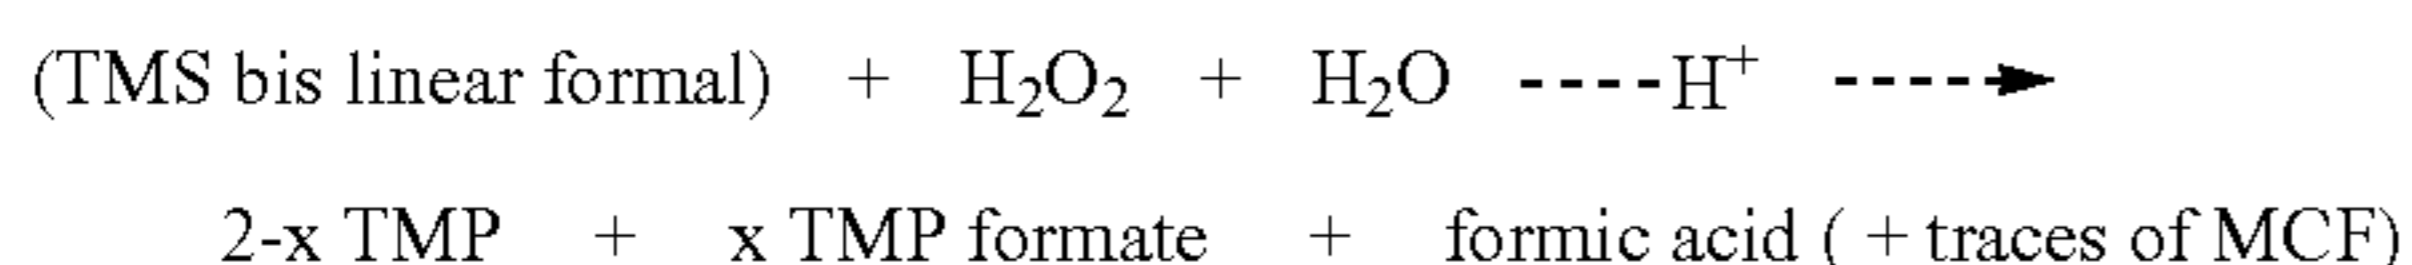 (TMS bis linear formal) + H₂O₂ + H₂O ----H⁺ ----->
2-x TMP + x TMP formate + formic acid ( + traces of MCF)